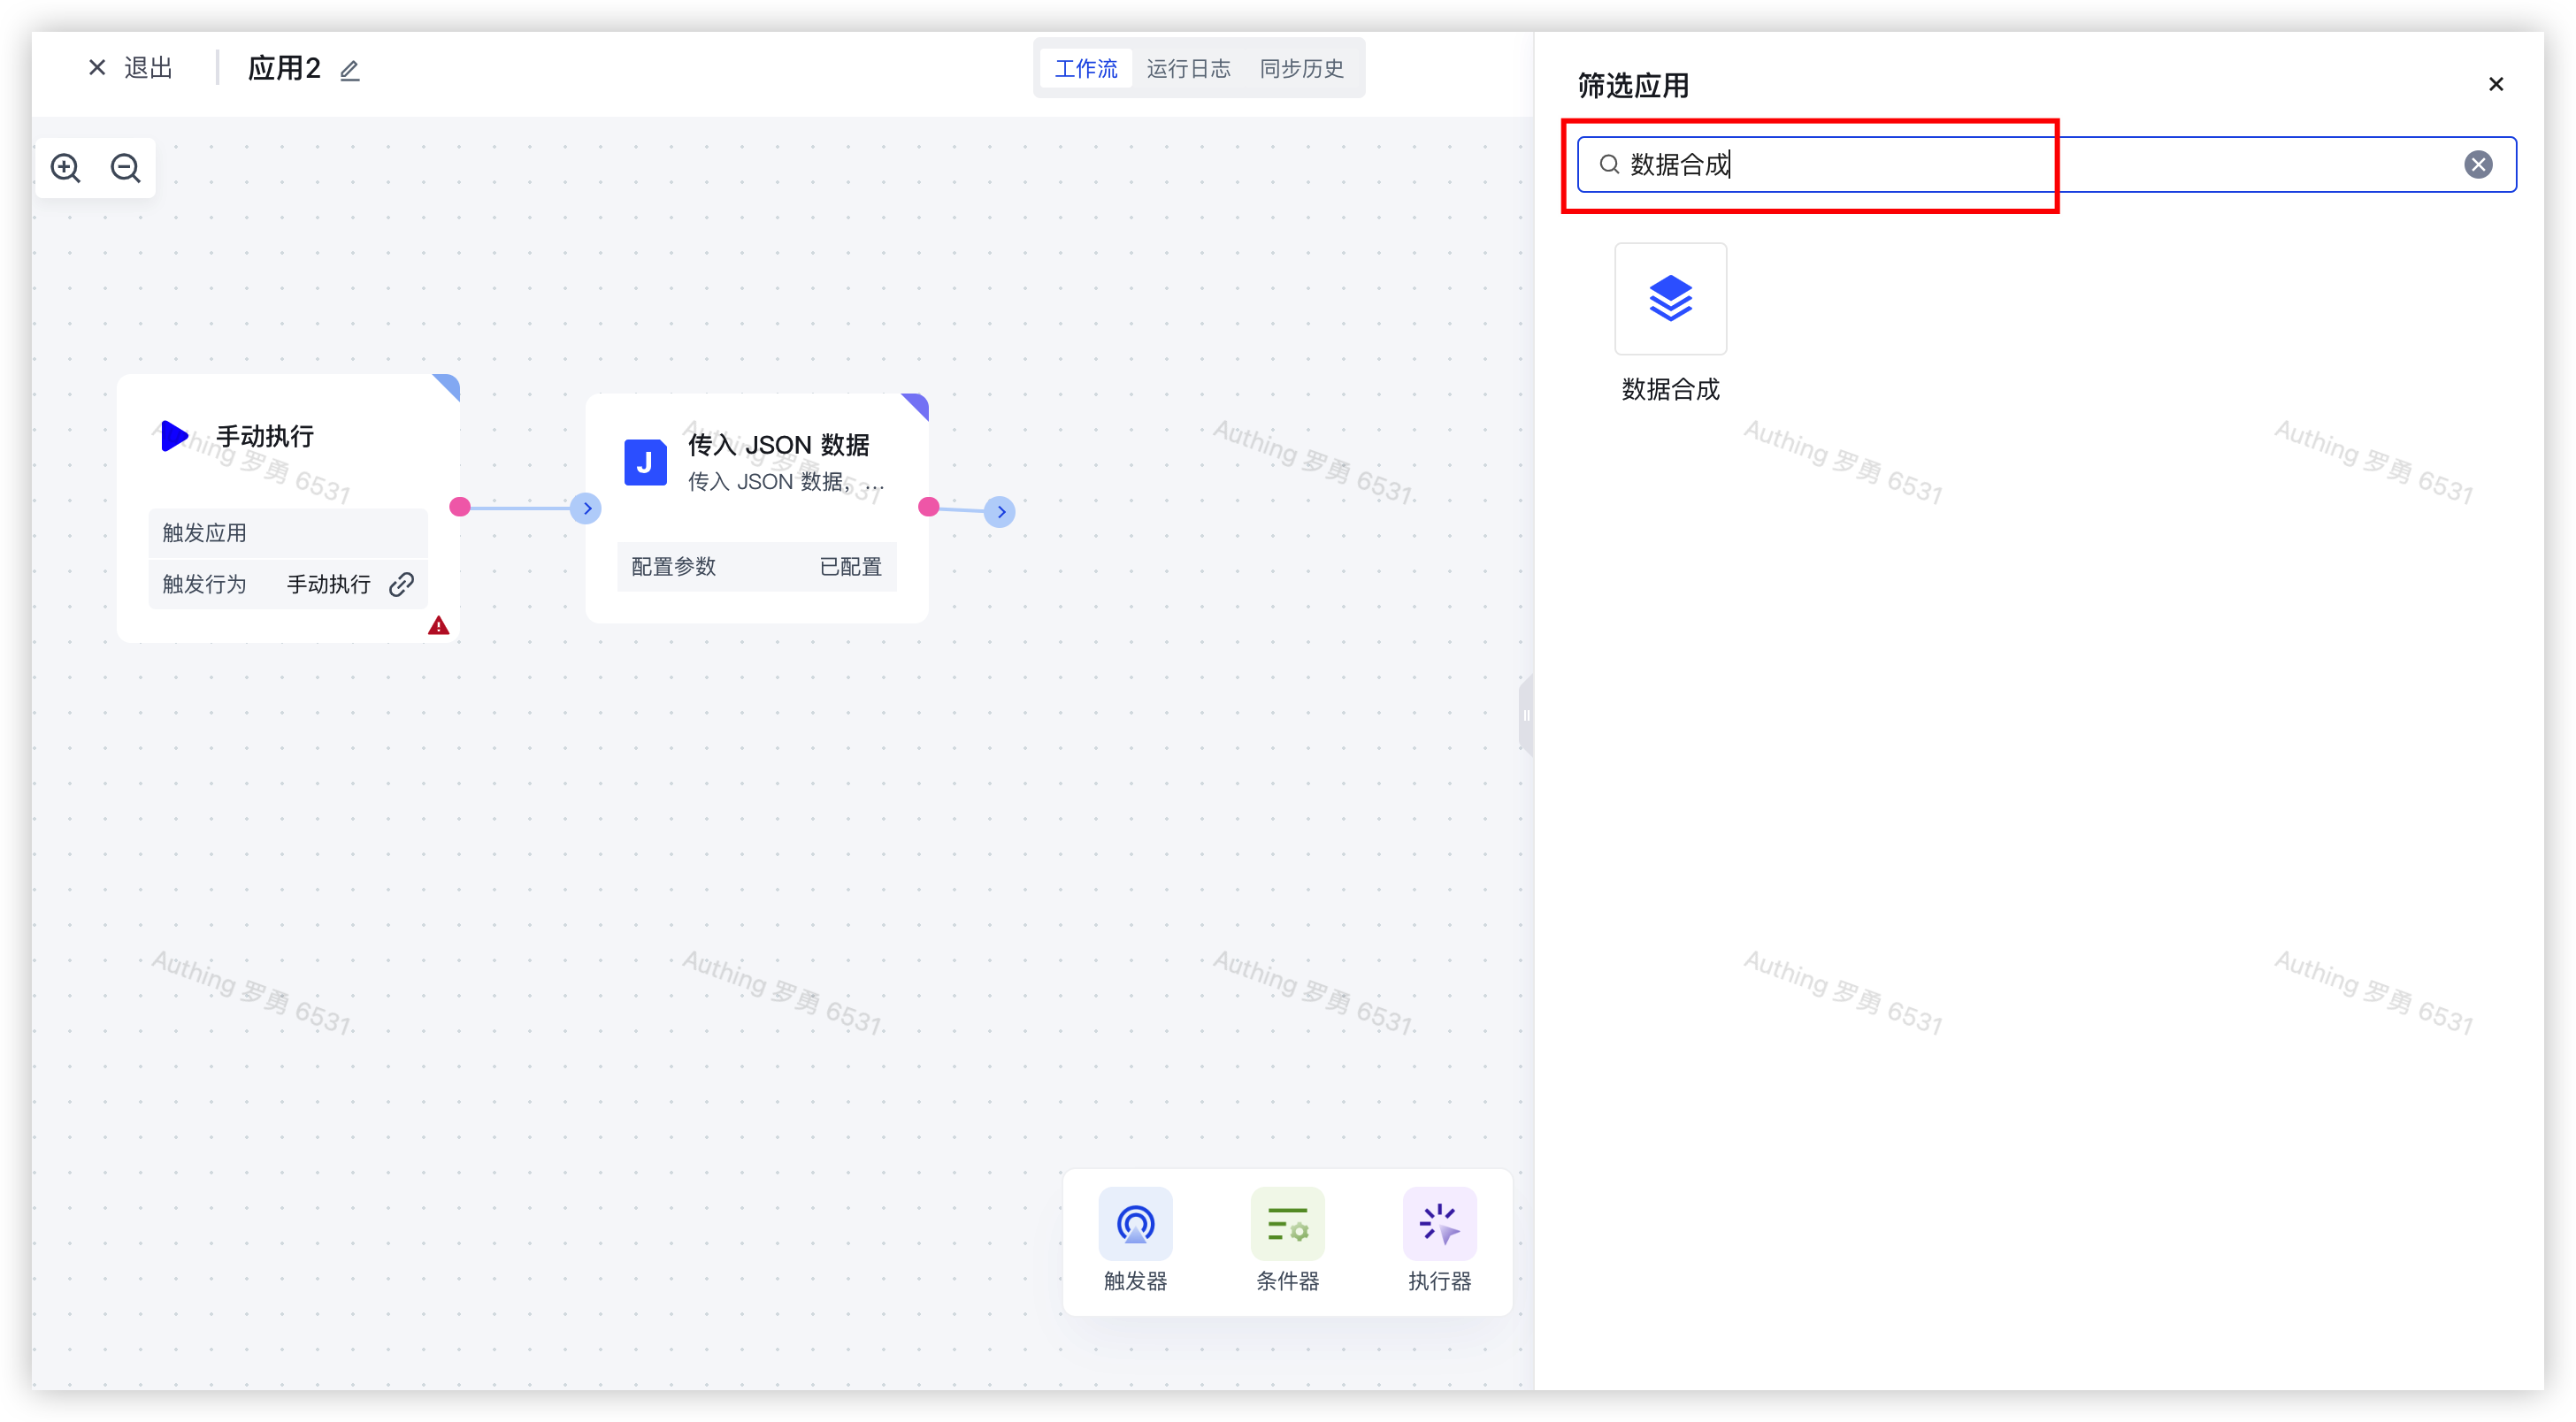 退出
应用2
工作流 运行日志 同步历史
筛选应用
数据合成
数据合成
手动执行
触发应用
触发行为 手动执行
J
传入 JSON 数据
传入 JSON 数据，...
配置参数 已配置
触发器 条件器 执行器
Authing 罗勇 6531
Authing 罗勇 6531
Authing 罗勇 6531
Authing 罗勇 6531
Authing 罗勇 6531
Authing 罗勇 6531
Authing 罗勇 6531
Authing 罗勇 6531
Authing 罗勇 6531
Authing 罗勇 6531